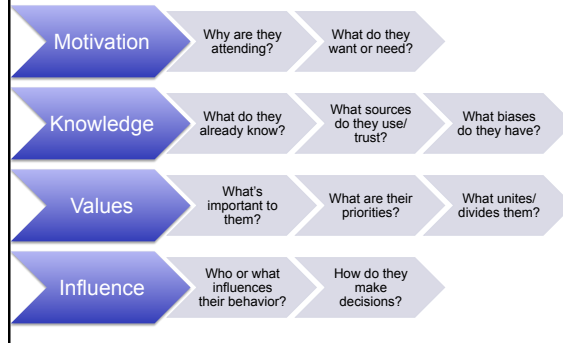 Motivation
Why are they
attending?
What do they
want or need?
Knowledge
What do they
already know?
What sources
do they use/
trust?
What biases
do they have?
Values
What's
important to
them?
What are their
priorities?
What unites/
divides them?
Influence
Who or what
influences
their behavior?
How do they
make
decisions?